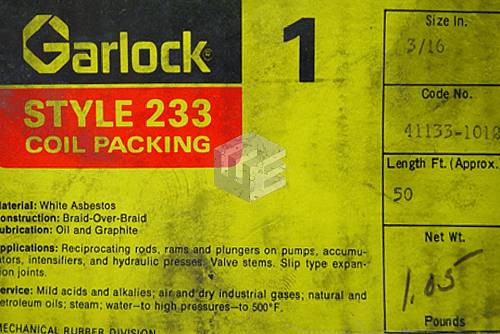 Garlock
1
STYLE 233
COIL PACKING
Size In.
3/16
Code No.
41133-1012
Length Ft. (Approx.
50
Net Wt.
1.05
Pounds
Material: White Asbestos
Construction: Braid-Over-Braid
Lubrication: Oil and Graphite
Applications: Reciprocating rods, rams and plungers on pumps, accumu-
ators, intensifiers, and hydraulic presses. Valve stems. Slip type expan-
ion joints.
Service: Mild acids and alkalies; air and dry industrial gases; natural and
petroleum oils; steam; water—to high pressures—to 500°F.
MECHANICAL RUBBER DIVISION